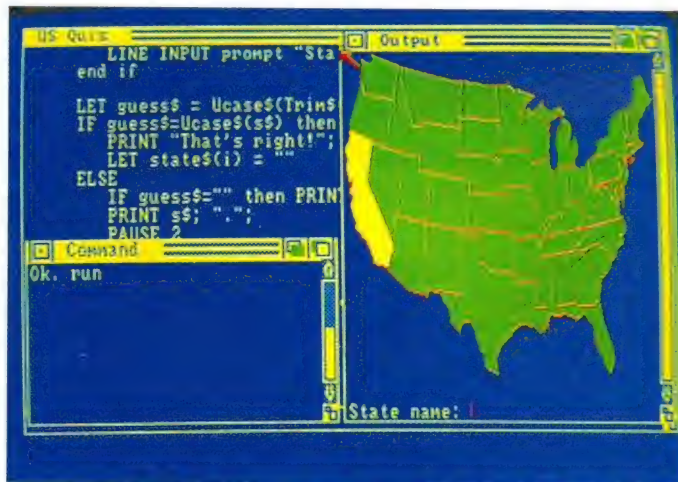 US Quiz
LINE INPUT prompt "Sta
end if
LET guess$ = Ucase$(Trim$
IF guess$=Ucase$(s$) then
PRINT "That's right!";
LET state$(i) = ""
ELSE
IF guess$="" then PRIN
PRINT s$; ".";
PAUSE 2
Command
Ok. run
Output
State name: